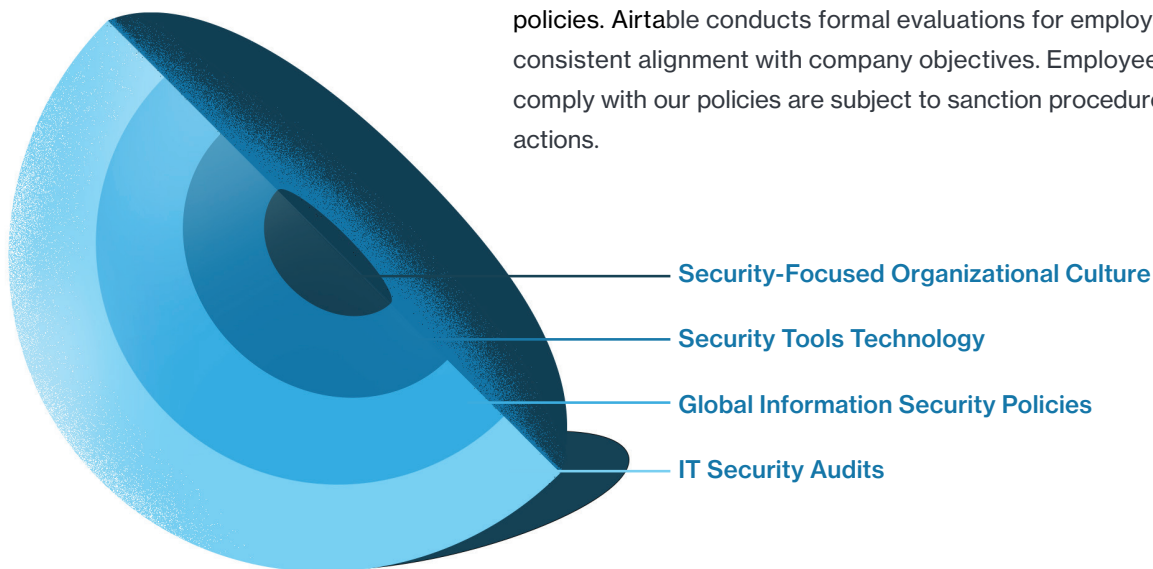 policies. Airtable conducts formal evaluations for employ
consistent alignment with company objectives. Employee
comply with our policies are subject to sanction procedure
actions.
Security-Focused Organizational Culture
Security Tools Technology
Global Information Security Policies
IT Security Audits